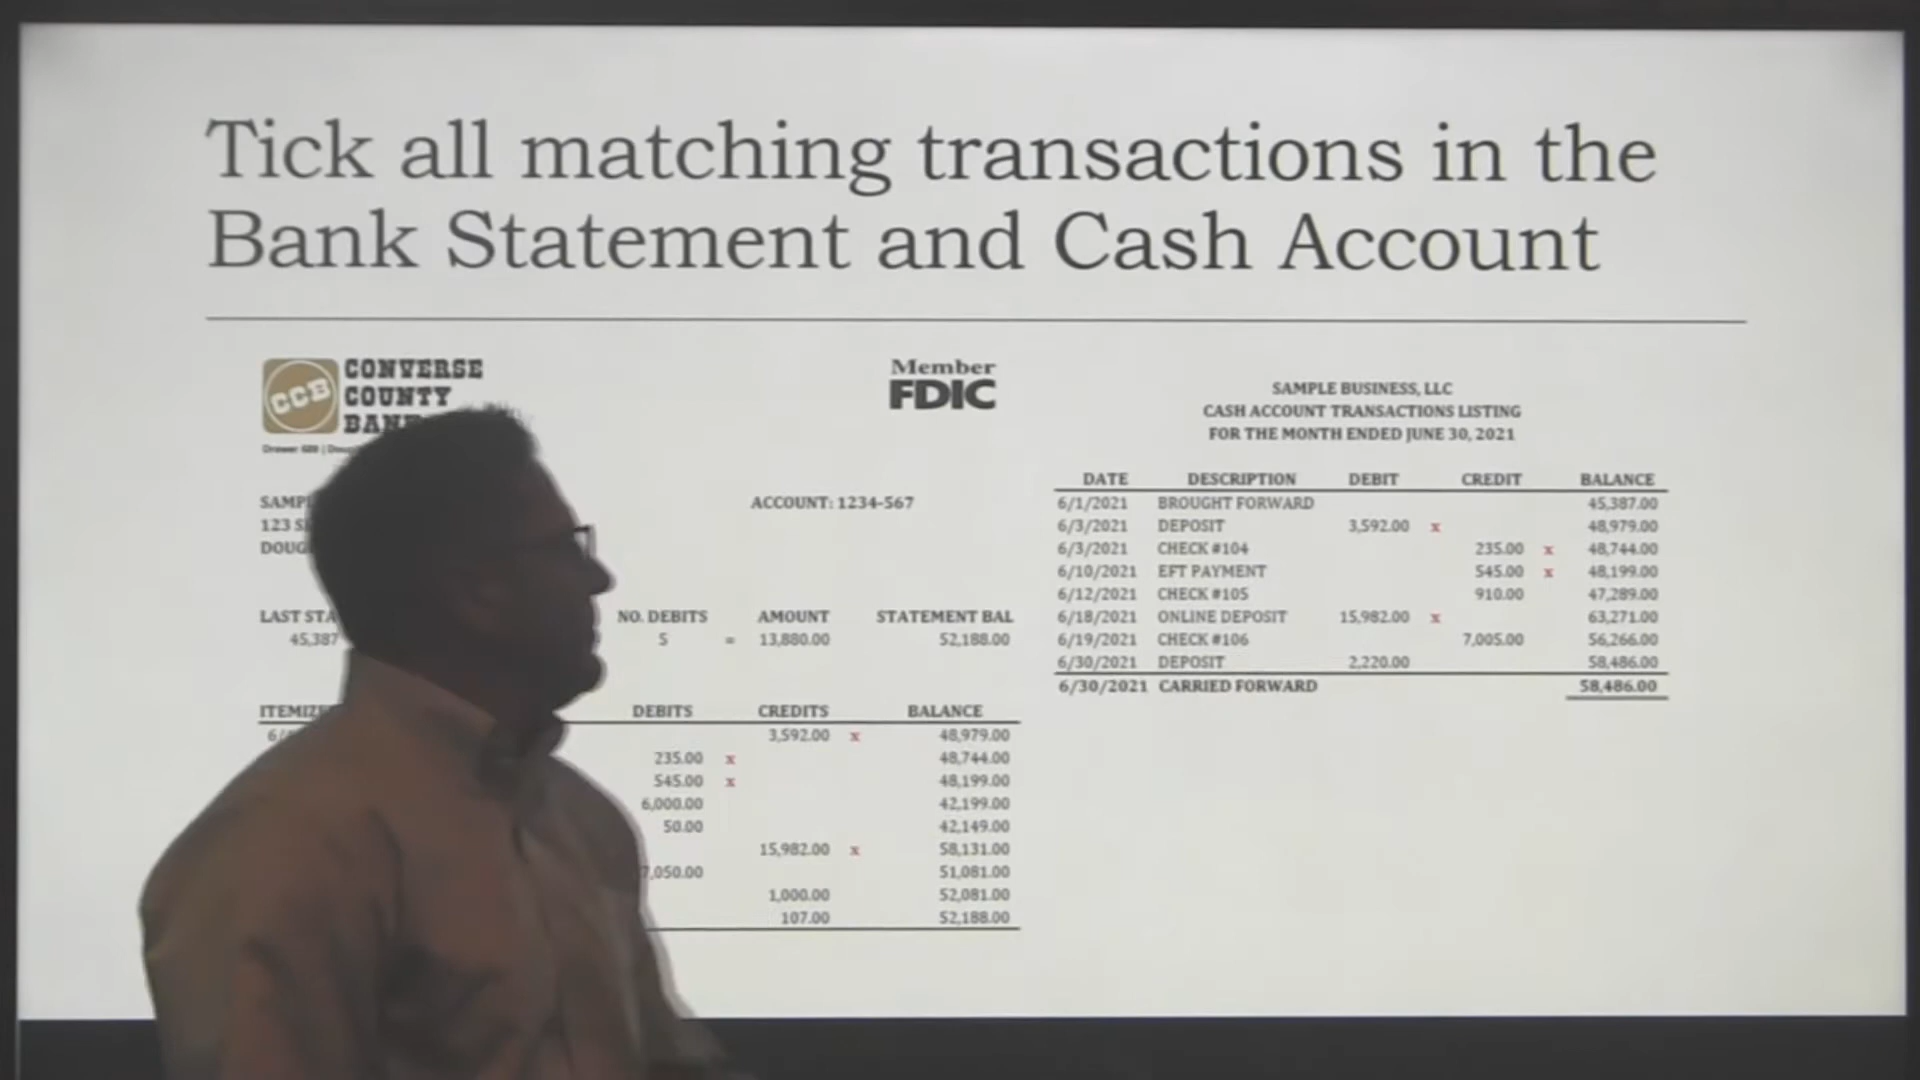 Tick all matching transactions in the
Bank Statement and Cash Account
CCB
CONVERSE
COUNTY
Member
FDIC
ACCOUNT: 1234-567
123
NO. DEBITS AMOUNT STATEMENT BAL
45,387 5 = 13,880.00 52,188.00
DEBITS CREDITS BALANCE
3,592.00 x 48,979.00
235.00 x 48,744.00
545.00 x 48,199.00
6,000.00 42,199.00
50.00 42,149.00
15,982.00 x 58,131.00
7,050.00 51,081.00
1,000.00 52,081.00
107.00 52,188.00
SAMPLE BUSINESS, LLC
CASH ACCOUNT TRANSACTIONS LISTING
FOR THE MONTH ENDED JUNE 30, 2021
DATE DESCRIPTION DEBIT CREDIT BALANCE
6/1/2021 BROUGHT FORWARD 45,387.00
6/3/2021 DEPOSIT 3,592.00 x 48,979.00
6/3/2021 CHECK #104 235.00 x 48,744.00
6/10/2021 EFT PAYMENT 545.00 x 48,199.00
6/12/2021 CHECK #105 910.00 47,289.00
6/18/2021 ONLINE DEPOSIT 15,982.00 x 63,271.00
6/19/2021 CHECK #106 7,005.00 56,266.00
6/30/2021 DEPOSIT 2,220.00 58,486.00
6/30/2021 CARRIED FORWARD 58,486.00